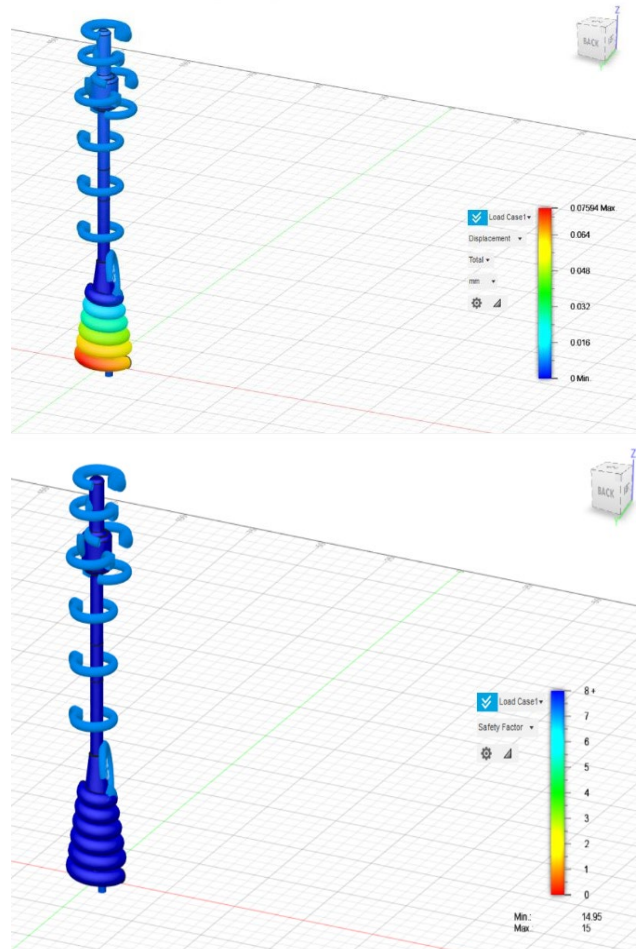 Z
BACK
Load Case1
Displacement
Total
mm
0.07594 Max.
0.064
0.048
0.032
0.016
0 Min.
Z
BACK
Load Case1
Safety Factor
8 +
7
6
5
4
3
2
1
0
Min.: 14.95
Max.: 15